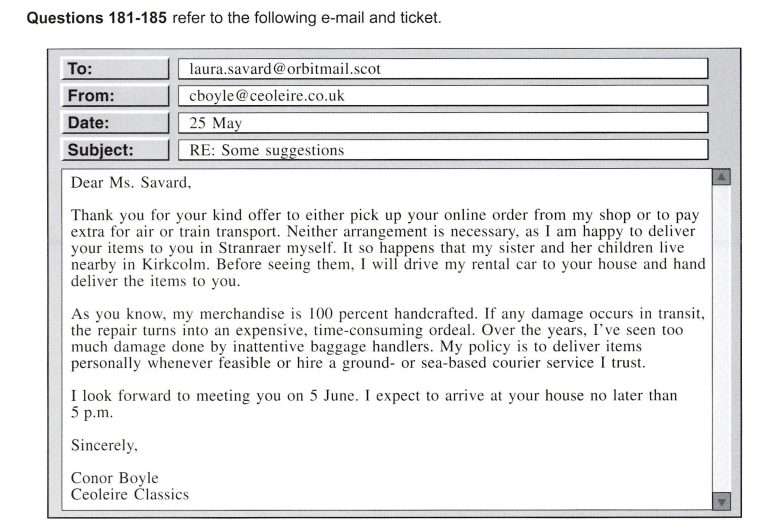 Questions 181-185 refer to the following e-mail and ticket.
To: laura.savard@orbitmail.scot
From: cboyle@ceoleire.co.uk
Date: 25 May
Subject: RE: Some suggestions
Dear Ms. Savard,
Thank you for your kind offer to either pick up your online order from my shop or to pay
extra for air or train transport. Neither arrangement is necessary, as I am happy to deliver
your items to you in Stranraer myself. It so happens that my sister and her children live
nearby in Kirkcolm. Before seeing them, I will drive my rental car to your house and hand
deliver the items to you.
As you know, my merchandise is 100 percent handcrafted. If any damage occurs in transit,
the repair turns into an expensive, time-consuming ordeal. Over the years, I've seen too
much damage done by inattentive baggage handlers. My policy is to deliver items
personally whenever feasible or hire a ground- or sea-based courier service I trust.
I look forward to meeting you on 5 June. I expect to arrive at your house no later than
5 p.m.
Sincerely,
Conor Boyle
Ceoleire Classics